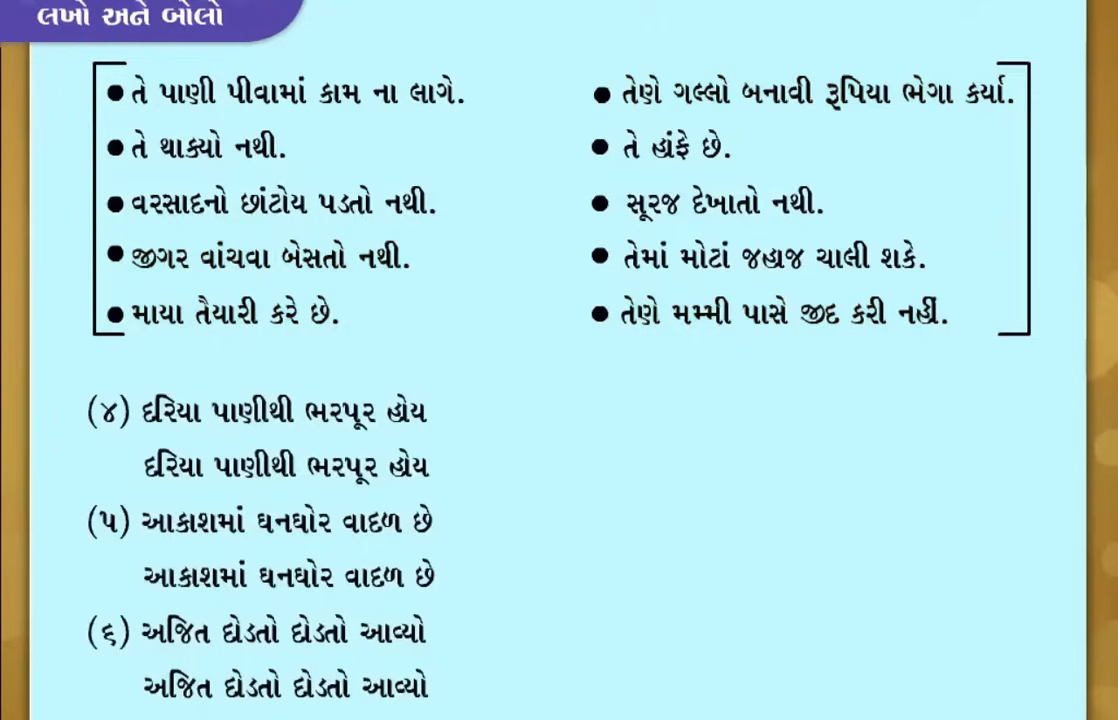 લખો અને બોલો
• તે પાણી પીવામાં કામ ના લાગે.
• તેણે ગલ્લો બનાવી રૂપિયા ભેગા કર્યા.
• તે થાક્યો નથી.
• તે હાંફે છે.
• વરસાદનો છાંટોય પડતો નથી.
• સૂરજ દેખાતો નથી.
• જીગર વાંચવા બેસતો નથી.
• તેમાં મોટાં જહાજ ચાલી શકે.
• માયા તૈયારી કરે છે.
• તેણે મમ્મી પાસે જીદ કરી નહીં.
(૪) દરિયા પાણીથી ભરપૂર હોય
દરિયા પાણીથી ભરપૂર હોય
(૫) આકાશમાં ઘનઘોર વાદળ છે
આકાશમાં ઘનઘોર વાદળ છે
(૬) અજિત દોડતો દોડતો આવ્યો
અજિત દોડતો દોડતો આવ્યો